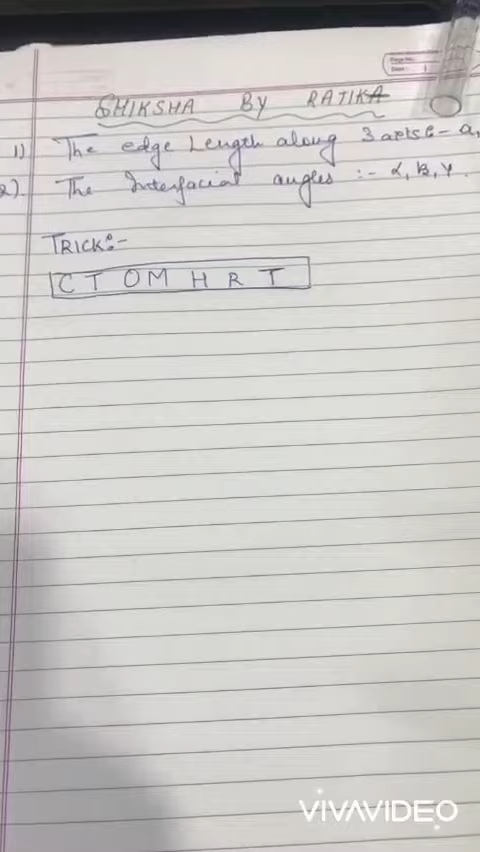 SHIKSHA BY RATIKA
1) The edge Length along 3 axis :- a,
2) The Interfacial angles :- α, β, γ.
TRICK :-
C T O M H R T
VIVAVIDEO